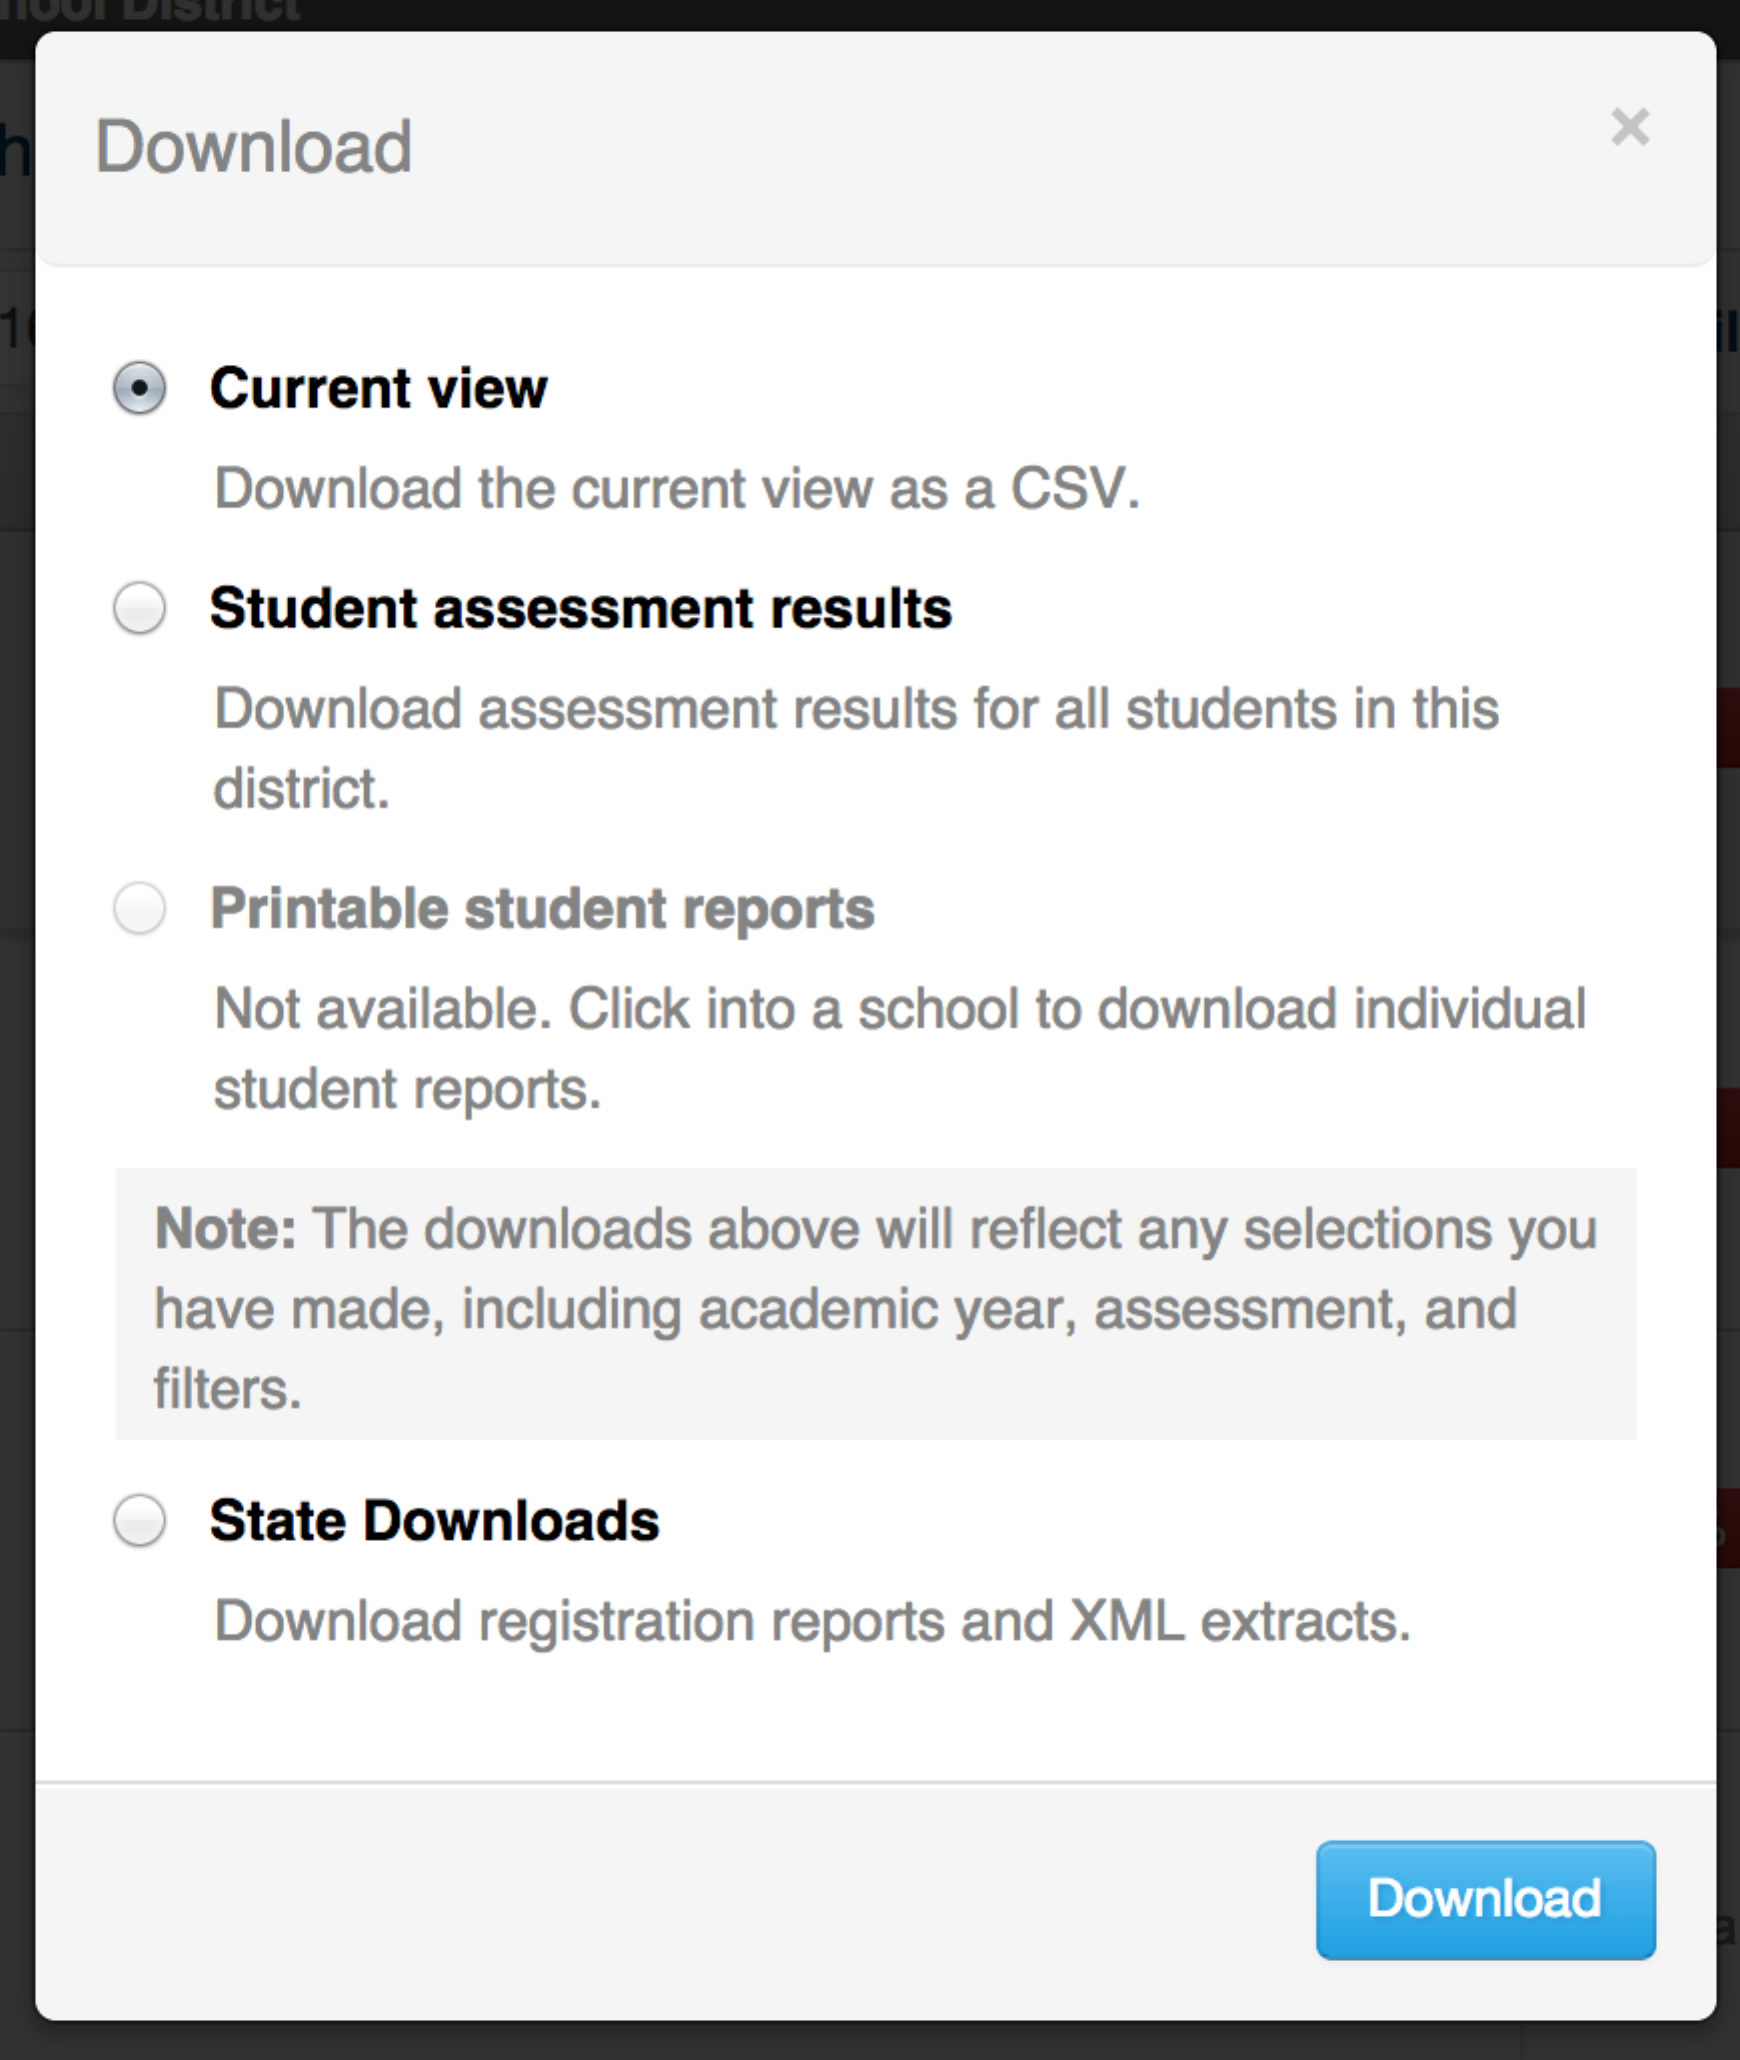 District
Download
×
Current view
Download the current view as a CSV.
Student assessment results
Download assessment results for all students in this
district.
Printable student reports
Not available. Click into a school to download individual
student reports.
Note: The downloads above will reflect any selections you
have made, including academic year, assessment, and
filters.
State Downloads
Download registration reports and XML extracts.
Download